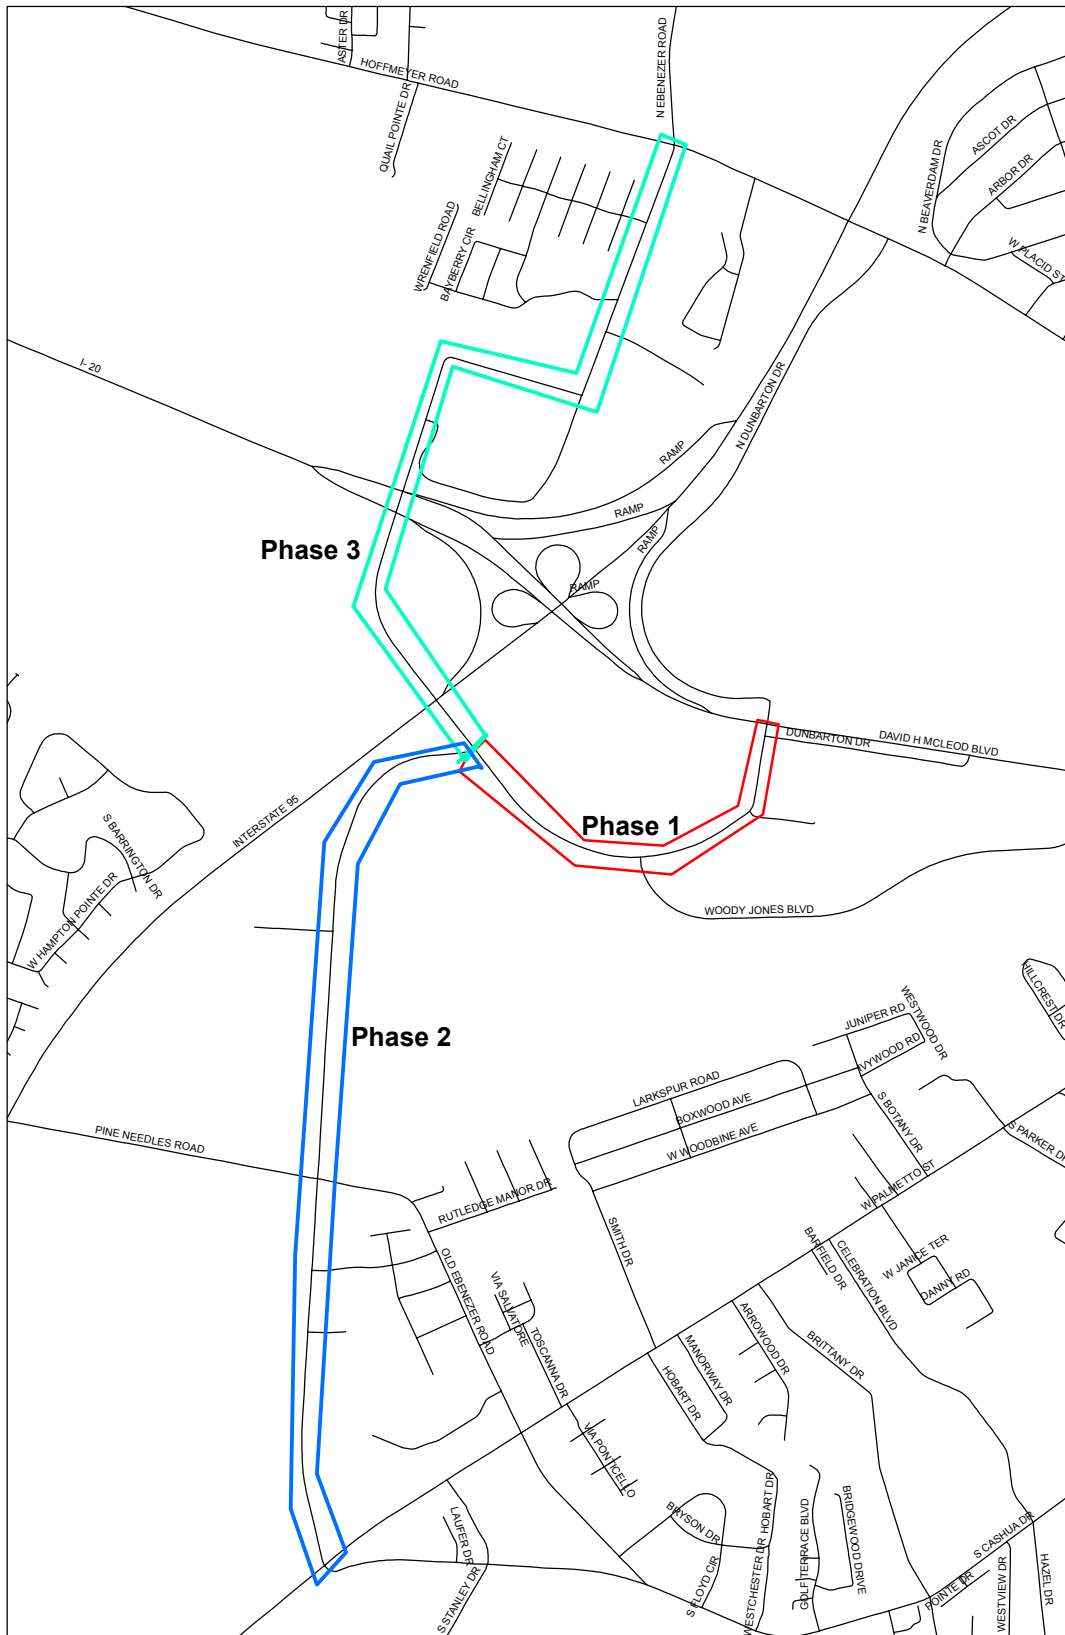 ASTER DR
HOFFMEYER ROAD
N EBENEZER ROAD
QUAIL POINTE DR
BELLINGHAM CT
WRENFIELD ROAD
BAYBERRY CIR
N BEAVERDAM DR
ASCOT DR
ARBOR DR
W PLACID ST
I- 20
N DUNBARTON DR
RAMP
RAMP
RAMP
RAMP
Phase 3
DUNBARTON DR
DAVID H MCLEOD BLVD
INTERSTATE 95
S BARRINGTON DR
Phase 1
W HAMPTON POINTE DR
WOODY JONES BLVD
HILLCREST DR
WESTWOOD DR
JUNIPER RD
IVYWOOD RD
Phase 2
LARKSPUR ROAD
BOXWOOD AVE
W WOODBINE AVE
S BOTANY DR
S PARKER DR
PINE NEEDLES ROAD
W PALMETTO ST
RUTLEDGE MANOR DR
SMITH DR
OLD EBENEZER ROAD
VIA SALVATORE
TOSCANNA DR
BARFIELD DR
CELEBRATION BLVD
W JANICE TER
DANNY RD
ARROWOOD DR
BRITTANY DR
MANORWAY DR
HOBART DR
VIA PONTICELLO
BRYSON DR
HOBART DR
WESTCHESTER DR
GOLF TERRACE BLVD
BRIDGEWOOD DRIVE
LAUFER DR
S STANLEY DR
S FLOYD CIR
S CASHUA DR
POINTE DR
WESTVIEW DR
HAZEL DR